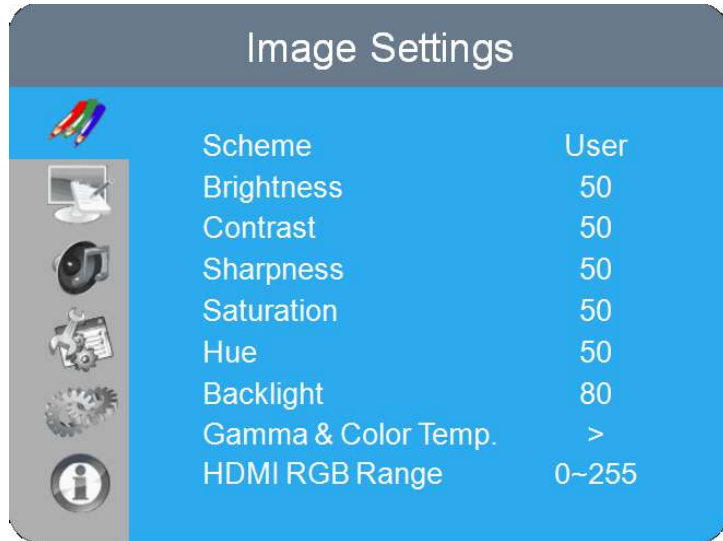 Image Settings
Scheme User
Brightness 50
Contrast 50
Sharpness 50
Saturation 50
Hue 50
Backlight 80
Gamma & Color Temp. >
HDMI RGB Range 0~255